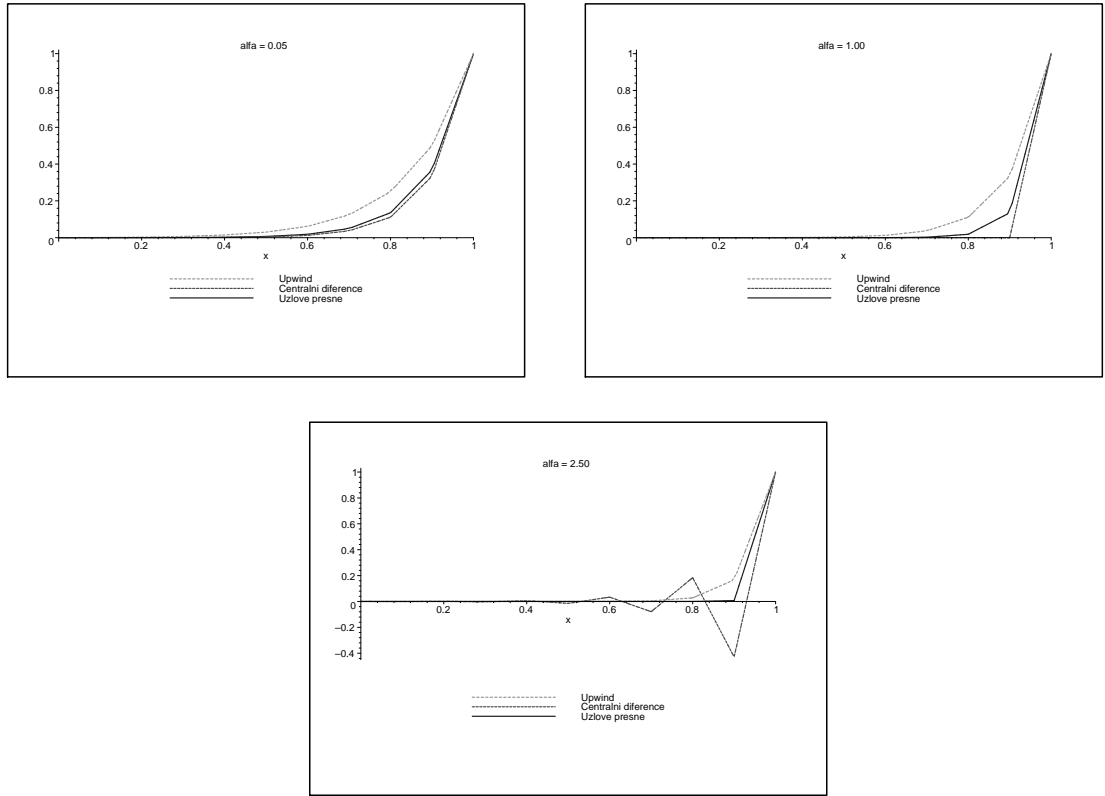 alfa = 0.05
1
0.8
0.6
0.4
0.2
0
0.2 0.4 0.6 0.8 1
x
Upwind
Centralni diference
Uzlove presne
alfa = 1.00
1
0.8
0.6
0.4
0.2
0
0.2 0.4 0.6 0.8 1
x
Upwind
Centralni diference
Uzlove presne
alfa = 2.50
1
0.8
0.6
0.4
0.2
0
–0.2
–0.4
0.2 0.4 0.6 0.8 1
x
Upwind
Centralni diference
Uzlove presne